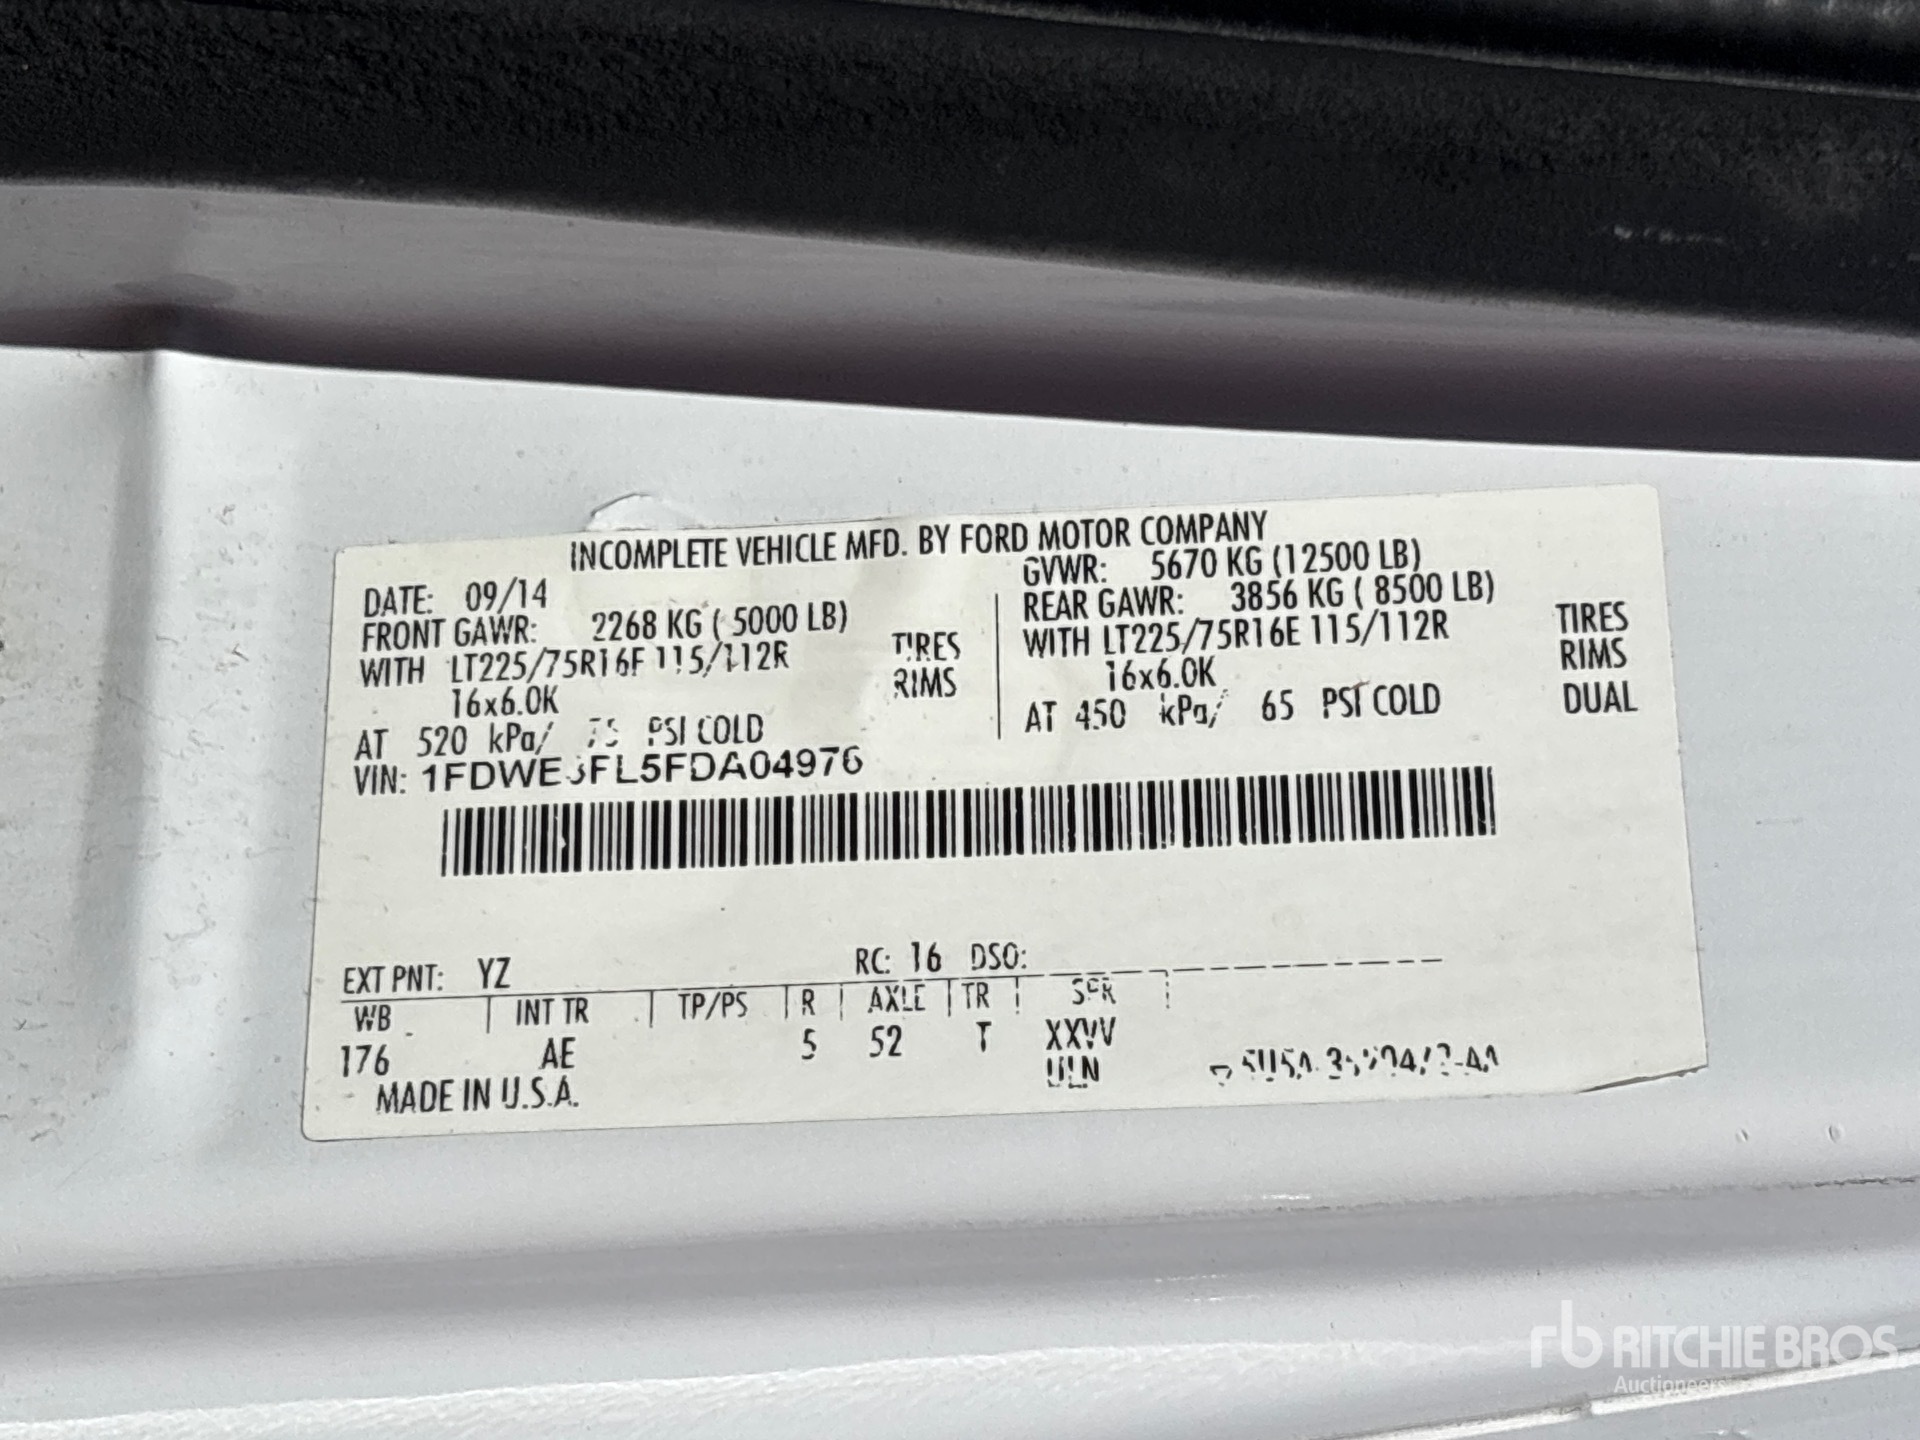 INCOMPLETE VEHICLE MFD. BY FORD MOTOR COMPANY
DATE: 09/14
GVWR: 5670 KG (12500 LB)
FRONT GAWR: 2268 KG ( 5000 LB)
REAR GAWR: 3856 KG ( 8500 LB)
WITH LT225/75R16E 115/112R TIRES
WITH LT225/75R16E 115/112R TIRES
16x6.0K RIMS
16x6.0K RIMS
AT 520 kPa/ 75 PSI COLD
AT 450 kPa/ 65 PSI COLD DUAL
VIN: 1FDWE3FL5FDA04976
EXT PNT: YZ RC: 16 DSO:
WB INT TR TP/PS R AXLE TR SPR
176 AE 5 52 T XXVV
MADE IN U.S.A.
rb RITCHIE BROS.
Auctioneers